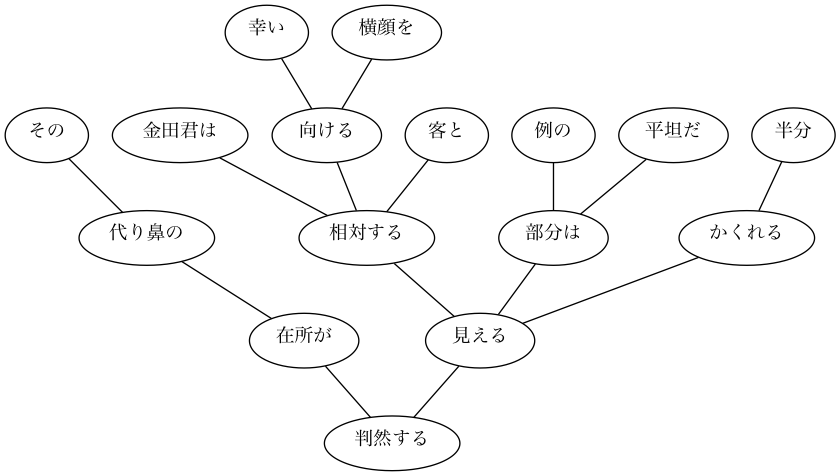 幸い 横顔を
その 金田君は 向ける 客と 例の 平坦だ 半分
代り鼻の 相対する 部分は かくれる
在所が 見える
判然する